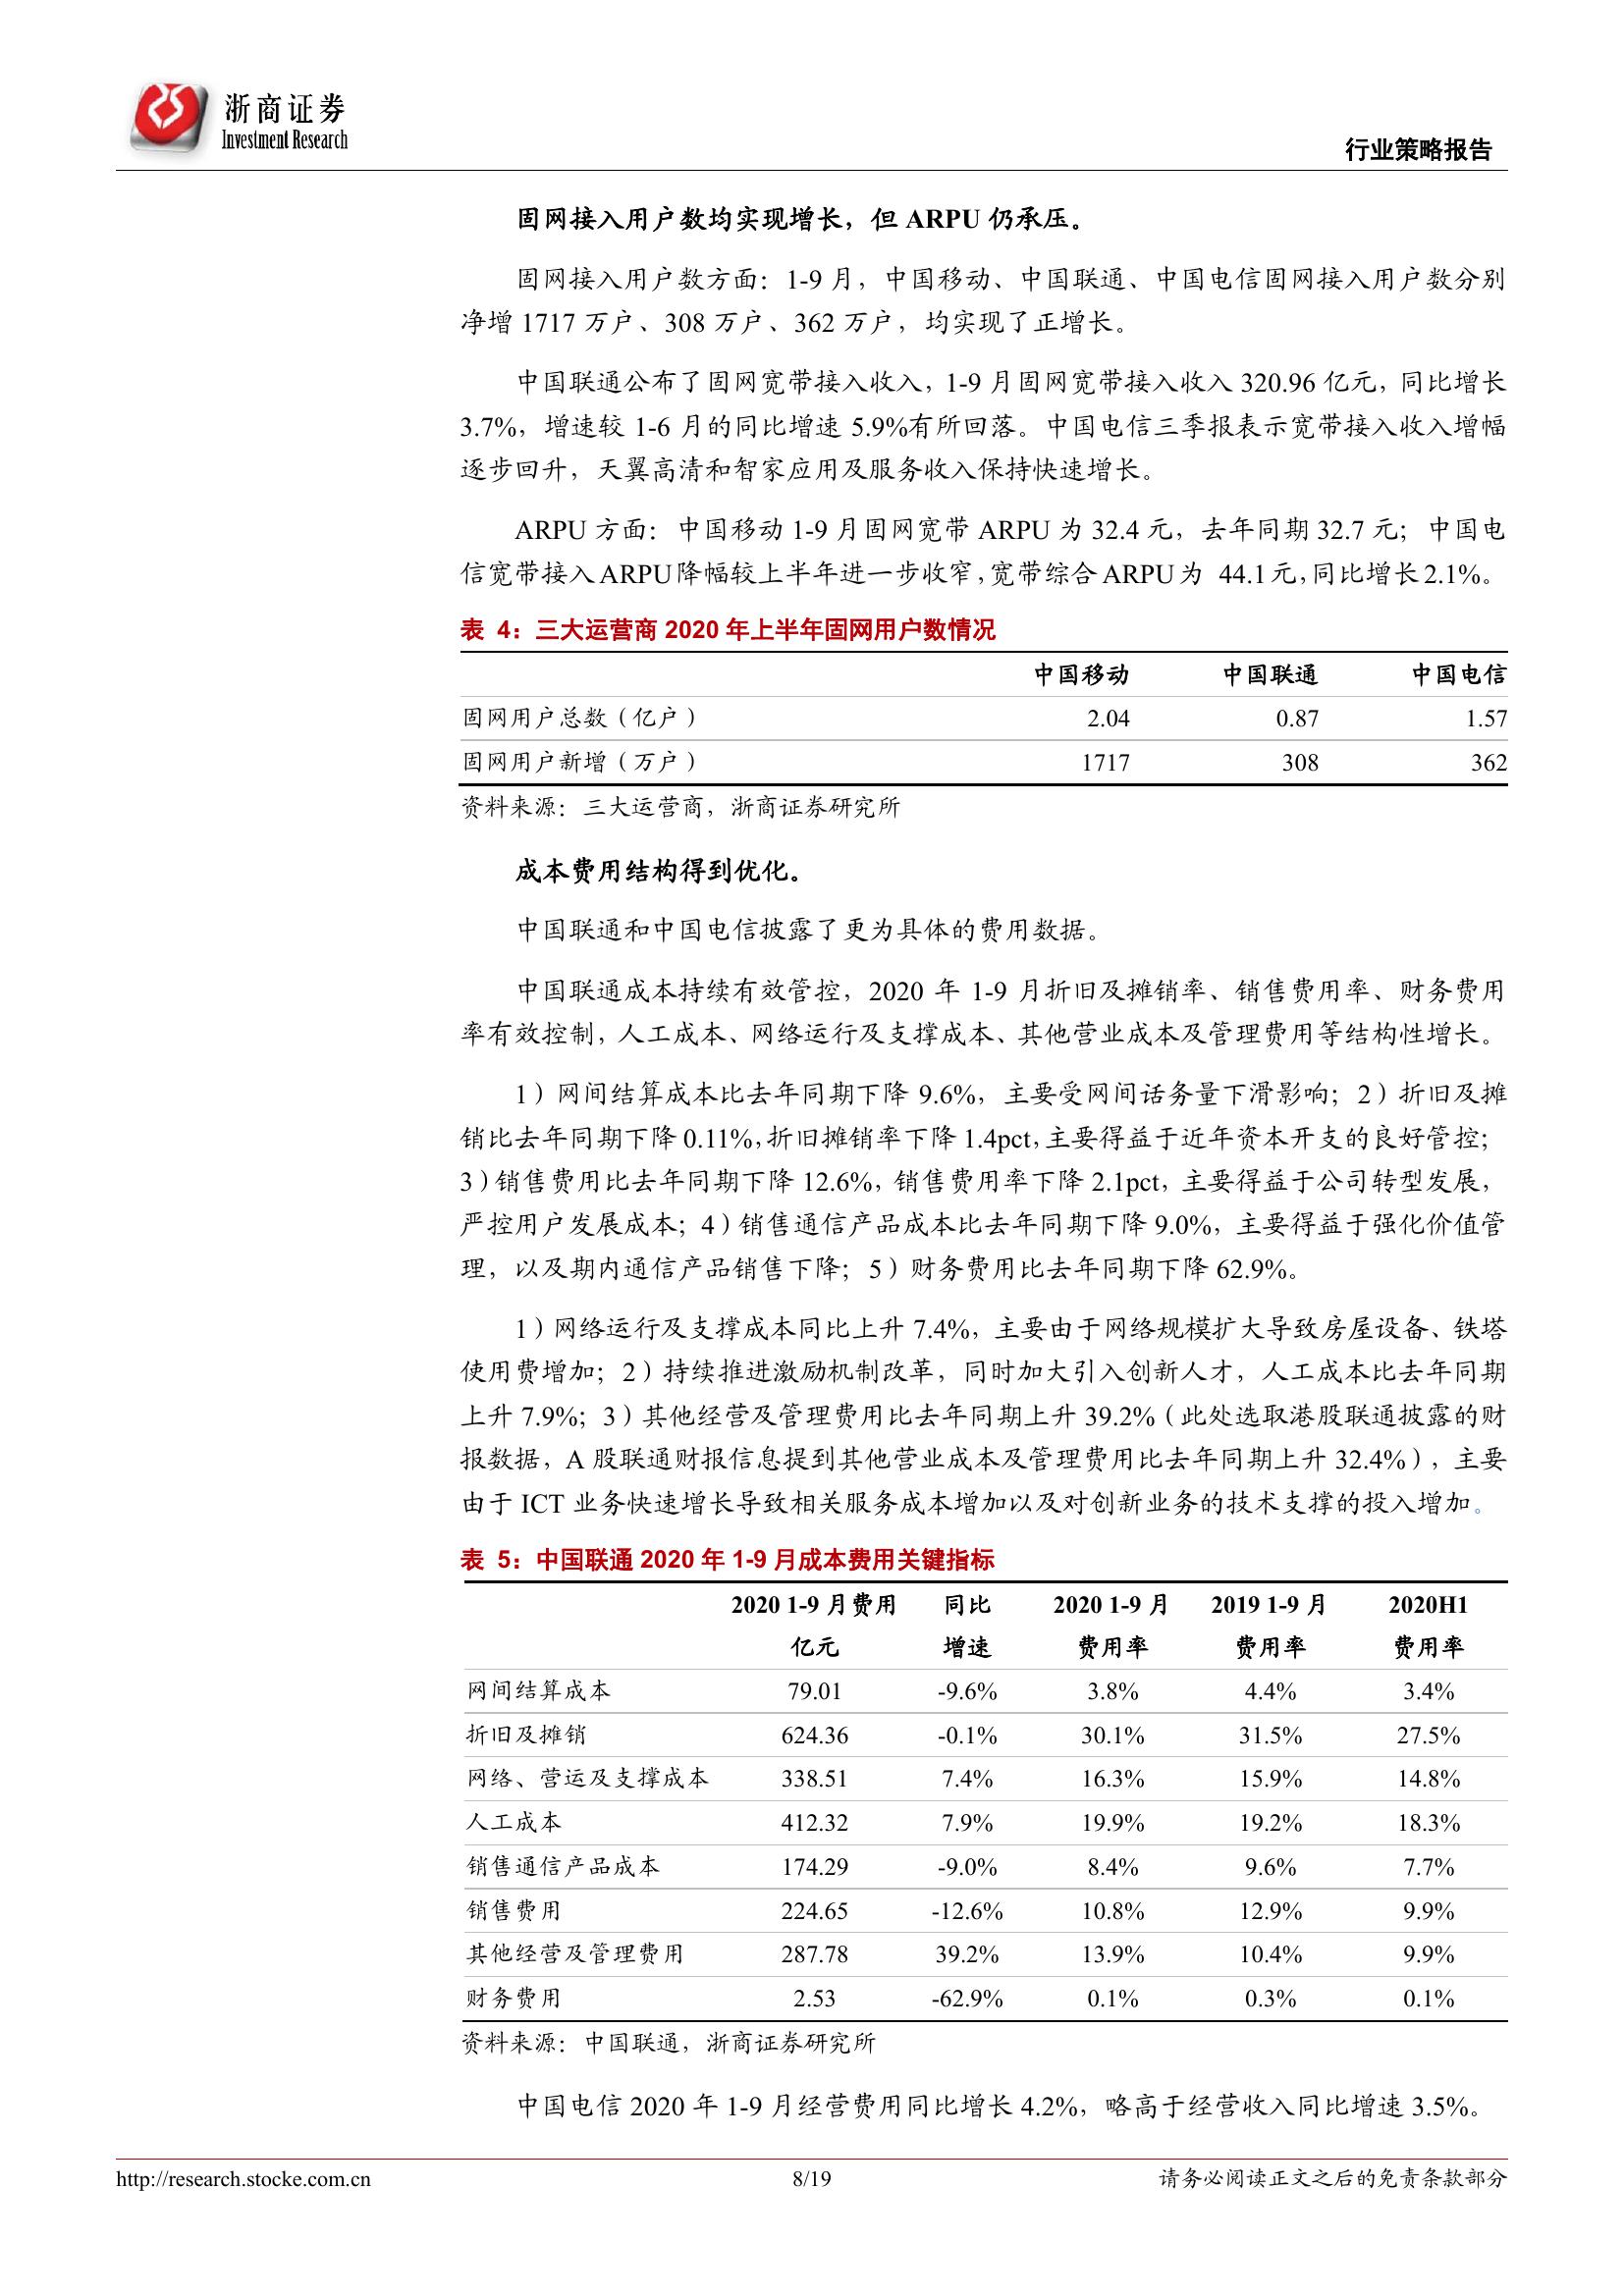 浙商证券
Investment Research
行业策略报告
固网接入用户数均实现增长，但 ARPU 仍承压。
固网接入用户数方面：1-9 月，中国移动、中国联通、中国电信固网接入用户数分别
净增 1717 万户、308 万户、362 万户，均实现了正增长。
中国联通公布了固网宽带接入收入，1-9 月固网宽带接入收入 320.96 亿元，同比增长
3.7%，增速较 1-6 月的同比增速 5.9%有所回落。中国电信三季报表示宽带接入收入增幅
逐步回升，天翼高清和智家应用及服务收入保持快速增长。
ARPU 方面：中国移动 1-9 月固网宽带 ARPU 为 32.4 元，去年同期 32.7 元；中国电
信宽带接入 ARPU 降幅较上半年进一步收窄，宽带综合 ARPU 为 44.1 元，同比增长 2.1%。
表 4：三大运营商 2020 年上半年固网用户数情况
中国移动 中国联通 中国电信
固网用户总数（亿户） 2.04 0.87 1.57
固网用户新增（万户） 1717 308 362
资料来源：三大运营商，浙商证券研究所
成本费用结构得到优化。
中国联通和中国电信披露了更为具体的费用数据。
中国联通成本持续有效管控，2020 年 1-9 月折旧及摊销率、销售费用率、财务费用
率有效控制，人工成本、网络运行及支撑成本、其他营业成本及管理费用等结构性增长。
1）网间结算成本比去年同期下降 9.6%，主要受网间话务量下滑影响；2）折旧及摊
销比去年同期下降 0.11%，折旧摊销率下降 1.4pct，主要得益于近年资本开支的良好管控；
3）销售费用比去年同期下降 12.6%，销售费用率下降 2.1pct，主要得益于公司转型发展，
严控用户发展成本；4）销售通信产品成本比去年同期下降 9.0%，主要得益于强化价值管
理，以及期内通信产品销售下降；5）财务费用比去年同期下降 62.9%。
1）网络运行及支撑成本同比上升 7.4%，主要由于网络规模扩大导致房屋设备、铁塔
使用费增加；2）持续推进激励机制改革，同时加大引入创新人才，人工成本比去年同期
上升 7.9%；3）其他经营及管理费用比去年同期上升 39.2%（此处选取港股联通披露的财
报数据，A 股联通财报信息提到其他营业成本及管理费用比去年同期上升 32.4%），主要
由于 ICT 业务快速增长导致相关服务成本增加以及对创新业务的技术支撑的投入增加。
表 5：中国联通 2020 年 1-9 月成本费用关键指标
2020 1-9 月费用 同比 2020 1-9 月 2019 1-9 月 2020H1
亿元 增速 费用率 费用率 费用率
网间结算成本 79.01 -9.6% 3.8% 4.4% 3.4%
折旧及摊销 624.36 -0.1% 30.1% 31.5% 27.5%
网络、营运及支撑成本 338.51 7.4% 16.3% 15.9% 14.8%
人工成本 412.32 7.9% 19.9% 19.2% 18.3%
销售通信产品成本 174.29 -9.0% 8.4% 9.6% 7.7%
销售费用 224.65 -12.6% 10.8% 12.9% 9.9%
其他经营及管理费用 287.78 39.2% 13.9% 10.4% 9.9%
财务费用 2.53 -62.9% 0.1% 0.3% 0.1%
资料来源：中国联通，浙商证券研究所
中国电信 2020 年 1-9 月经营费用同比增长 4.2%，略高于经营收入同比增速 3.5%。
http://research.stocke.com.cn 8/19 请务必阅读正文之后的免责条款部分